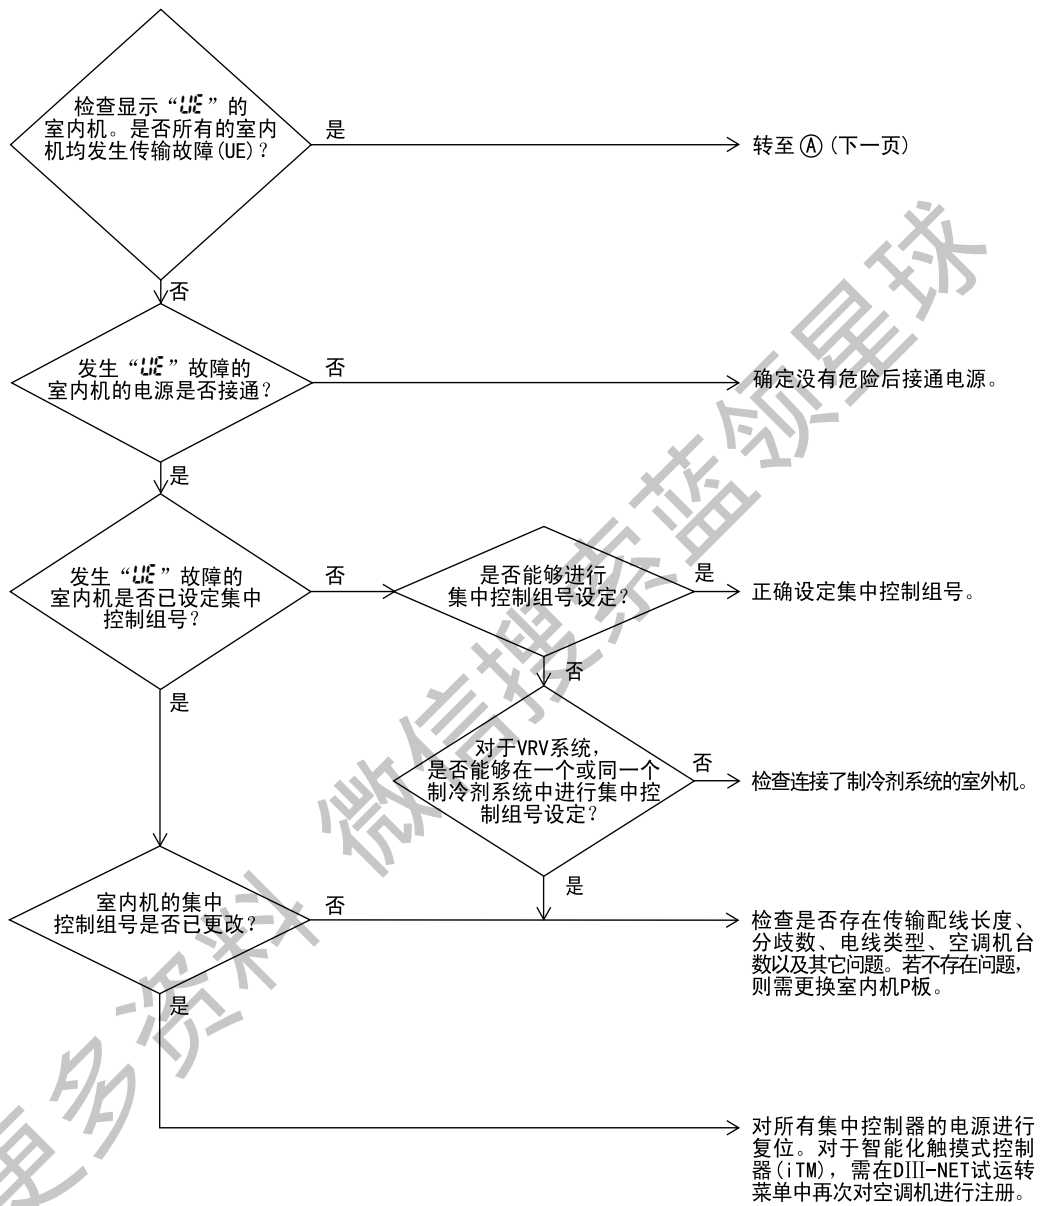 检查显示“UE”的
室内机。是否所有的室内
机均发生传输故障(UE)？
是
转至 Ⓐ (下一页)
否
发生“UE”故障的
室内机的电源是否接通？
否
确定没有危险后接通电源。
是
发生“UE”故障的
室内机是否已设定集中
控制组号？
否
是否能够进行
集中控制组号设定？
是
正确设定集中控制组号。
否
是
对于VRV系统，
是否能够在一个或同一个
制冷剂系统中进行集中控
制组号设定？
否
检查连接了制冷剂系统的室外机。
是
室内机的集中
控制组号是否已更改？
否
检查是否存在传输配线长度、
分歧数、电线类型、空调机台
数以及其它问题。若不存在问题，
则需更换室内机P板。
是
对所有集中控制器的电源进行
复位。对于智能化触摸式控制
器(iTM)，需在DIII-NET试运转
菜单中再次对空调机进行注册。
更多资料 微信搜索蓝领星球